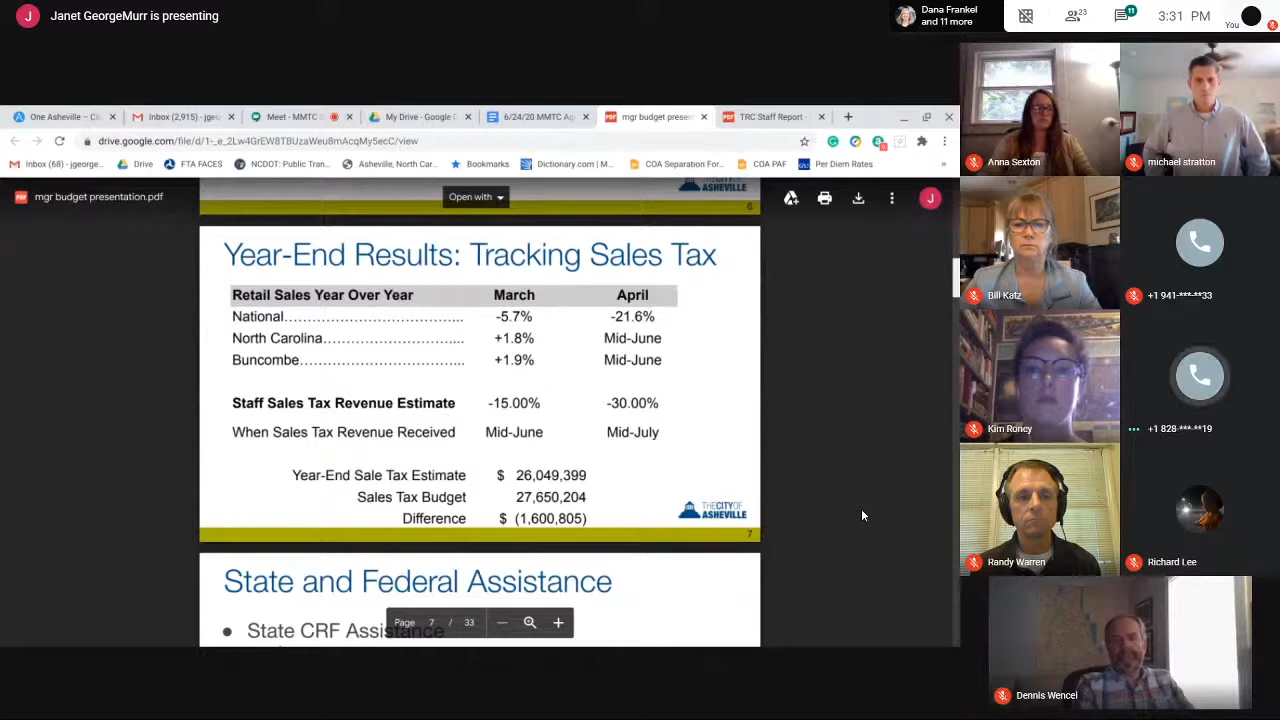 J Janet GeorgeMurr is presenting
Dana Frankel
and 11 more
23
11
3:31 PM
You
One Asheville – Ci
Inbox (2,915) - jgeo
Meet - MMTC
My Drive - Google D
6/24/20 MMTC Ag
mgr budget presen
TRC Staff Report -
drive.google.com/file/d/1-_e_2Lw4GrEW8TBUzaWeu8mAcqMy5ecC/view
Inbox (68) - jgeorge...
Drive
FTA FACES
NCDOT: Public Tran...
Asheville, North Car...
Bookmarks
Dictionary.com | M...
COA Separation For...
COA PAF
Per Diem Rates
mgr budget presentation.pdf
Open with
J
ASHEVILLE
6
Year-End Results: Tracking Sales Tax
Retail Sales Year Over Year March April
National -5.7% -21.6%
North Carolina +1.8% Mid-June
Buncombe +1.9% Mid-June
Staff Sales Tax Revenue Estimate -15.00% -30.00%
When Sales Tax Revenue Received Mid-June Mid-July
Year-End Sale Tax Estimate $ 26,049,399
Sales Tax Budget 27,650,204
Difference $ (1,600,805)
THE CITY OF
ASHEVILLE
7
State and Federal Assistance
● State CRF Assistance
Page 7 / 33
Anna Sexton
michael stratton
Bill Katz
+1 941-***-**33
Kim Roney
+1 828-***-**19
Randy Warren
Richard Lee
Dennis Wencel